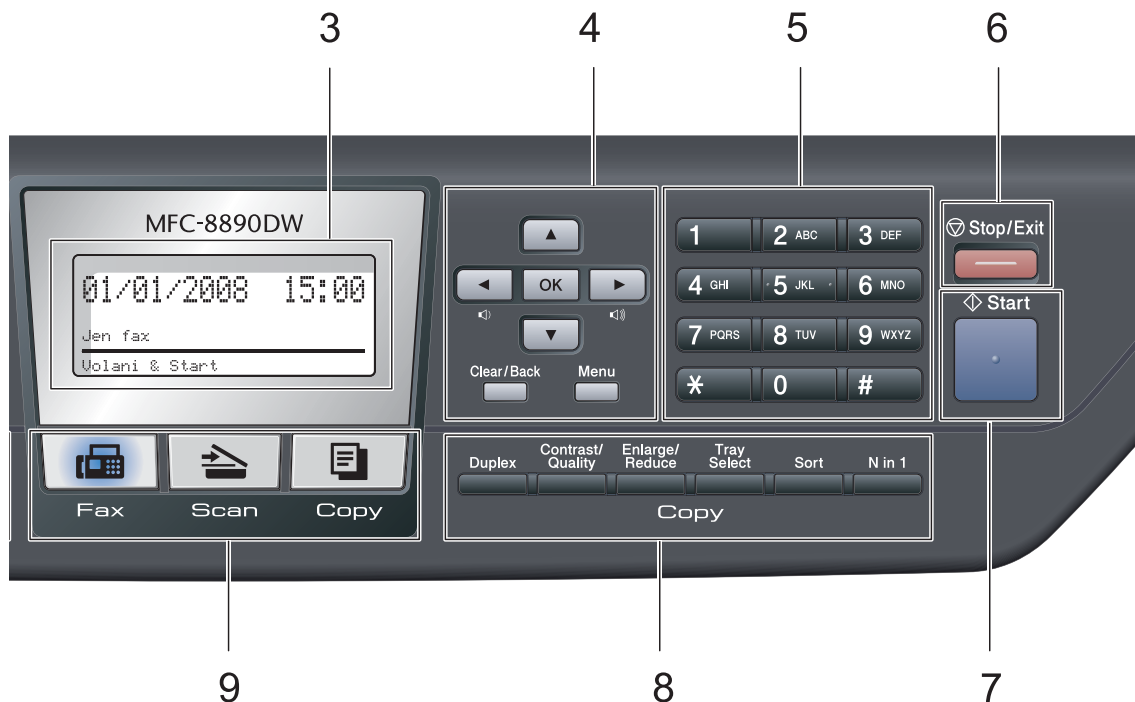 3 4 5 6
MFC-8890DW
01/01/2008 15:00
Jen fax
Volani & Start
OK
Clear/Back Menu
1 2 ABC 3 DEF
4 GHI 5 JKL 6 MNO
7 PQRS 8 TUV 9 WXYZ
* 0 #
Stop/Exit
Start
Fax Scan Copy
Duplex Contrast/Quality Enlarge/Reduce Tray Select Sort N in 1
Copy
9 8 7